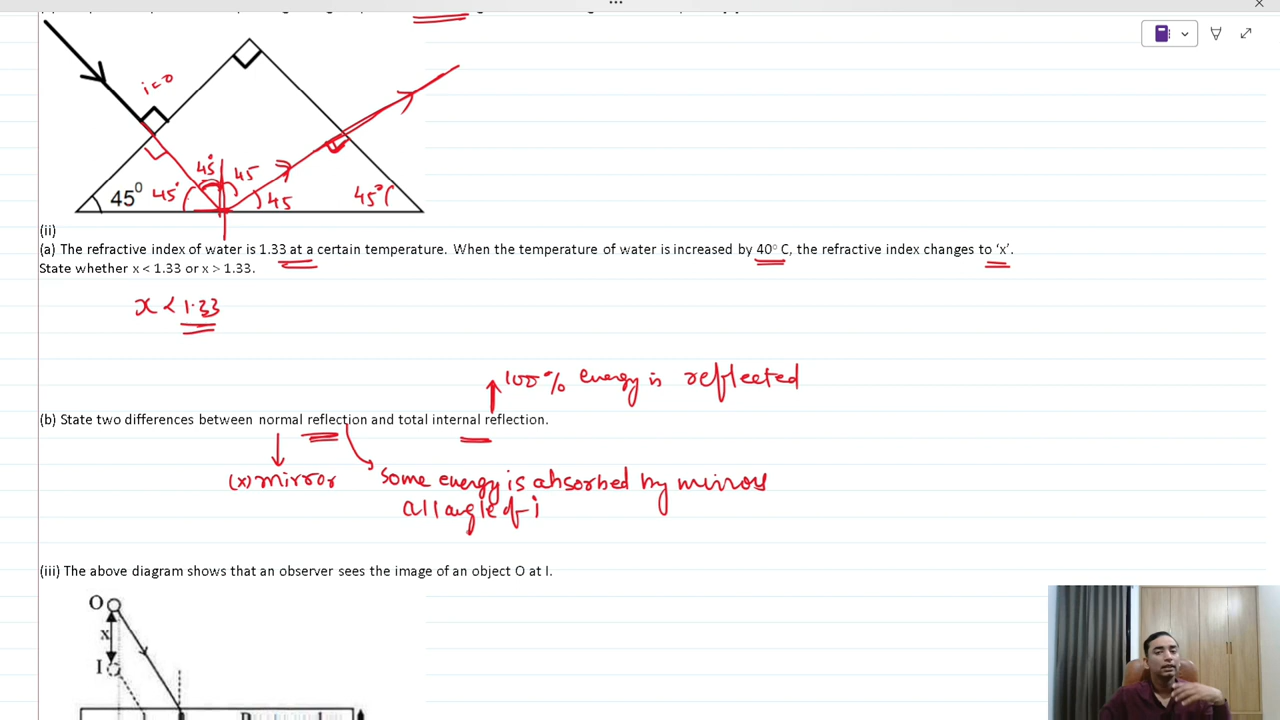 i=0
45°
45
45°
45°
45
45°
(ii)
(a) The refractive index of water is 1.33 at a certain temperature. When the temperature of water is increased by 40° C, the refractive index changes to ‘x’.
State whether x < 1.33 or x > 1.33.
x < 1.33
100% energy is reflected
(b) State two differences between normal reflection and total internal reflection.
(x) mirror
Some energy is absorbed by mirror
all angle of i
(iii) The above diagram shows that an observer sees the image of an object O at I.
O
x
I